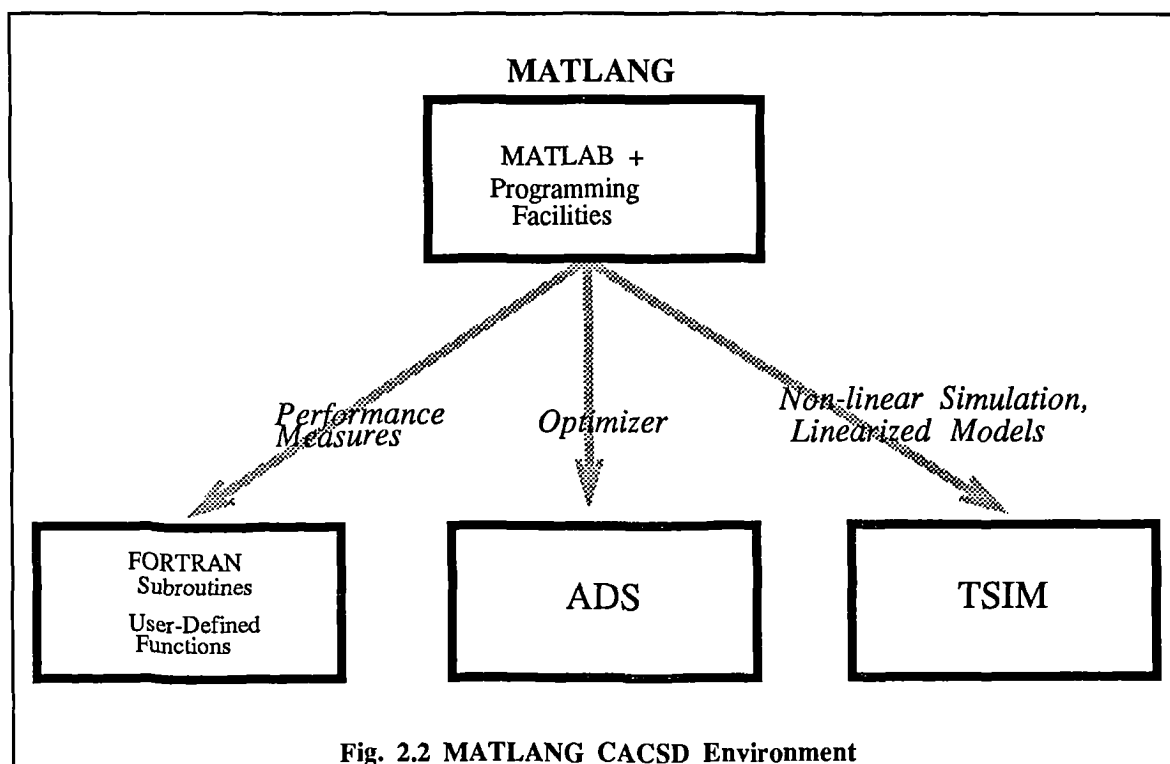 MATLANG
MATLAB +
Programming
Facilities
Performance
Measures
Optimizer
Non-linear Simulation,
Linearized Models
FORTRAN
Subroutines
User-Defined
Functions
ADS
TSIM
Fig. 2.2 MATLANG CACSD Environment